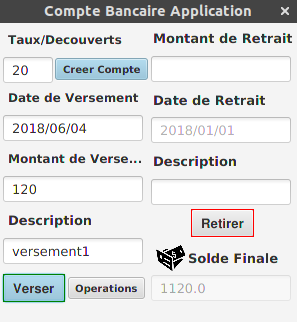 Compte Bancaire Application
Taux/Decouverts
20
Creer Compte
Date de Versement
2018/06/04
Montant de Verse...
120
Description
versement1
Verser
Operations
Montant de Retrait
Date de Retrait
2018/01/01
Description
Retirer
Solde Finale
1120.0